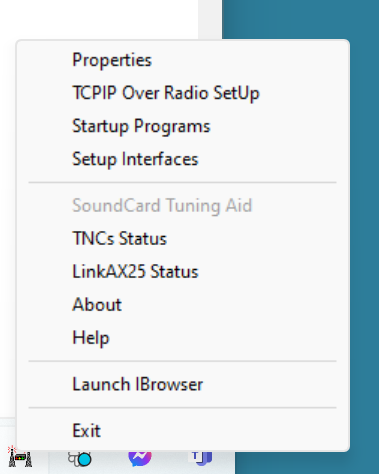 Properties
TCPIP Over Radio SetUp
Startup Programs
Setup Interfaces
SoundCard Tuning Aid
TNCs Status
LinkAX25 Status
About
Help
Launch IBrowser
Exit